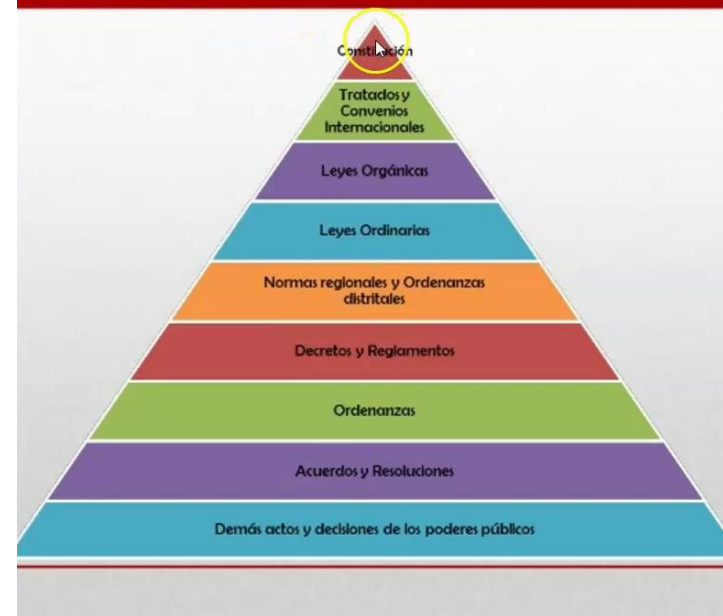 Constitución
Tratados y
Convenios
Internacionales
Leyes Orgánicas
Leyes Ordinarias
Normas regionales y Ordenanzas
distritales
Decretos y Reglamentos
Ordenanzas
Acuerdos y Resoluciones
Demás actos y decisiones de los poderes públicos